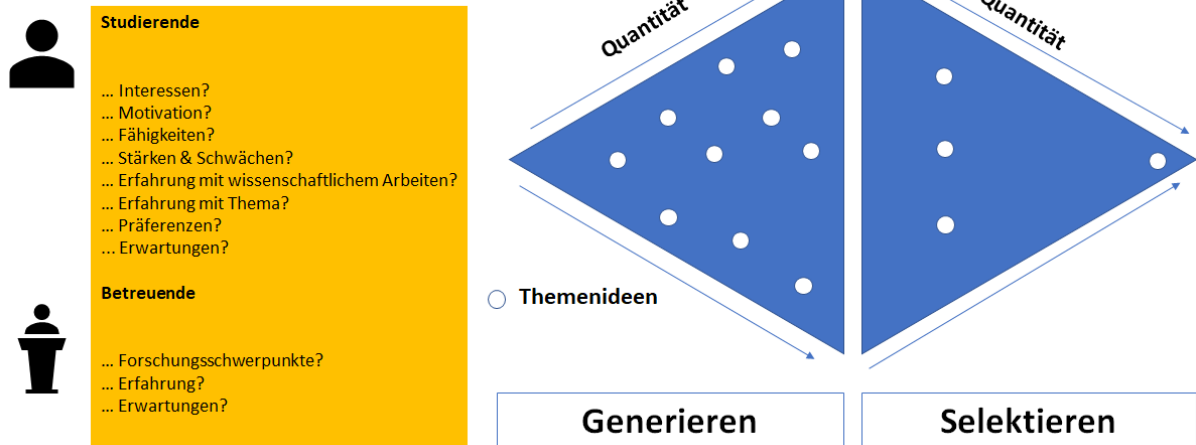 Studierende
... Interessen?
... Motivation?
... Fähigkeiten?
... Stärken & Schwächen?
... Erfahrung mit wissenschaftlichem Arbeiten?
... Erfahrung mit Thema?
... Präferenzen?
... Erwartungen?
Betreuende
... Forschungsschwerpunkte?
... Erfahrung?
... Erwartungen?
Quantität
Quantität
Themenideen
Generieren
Selektieren